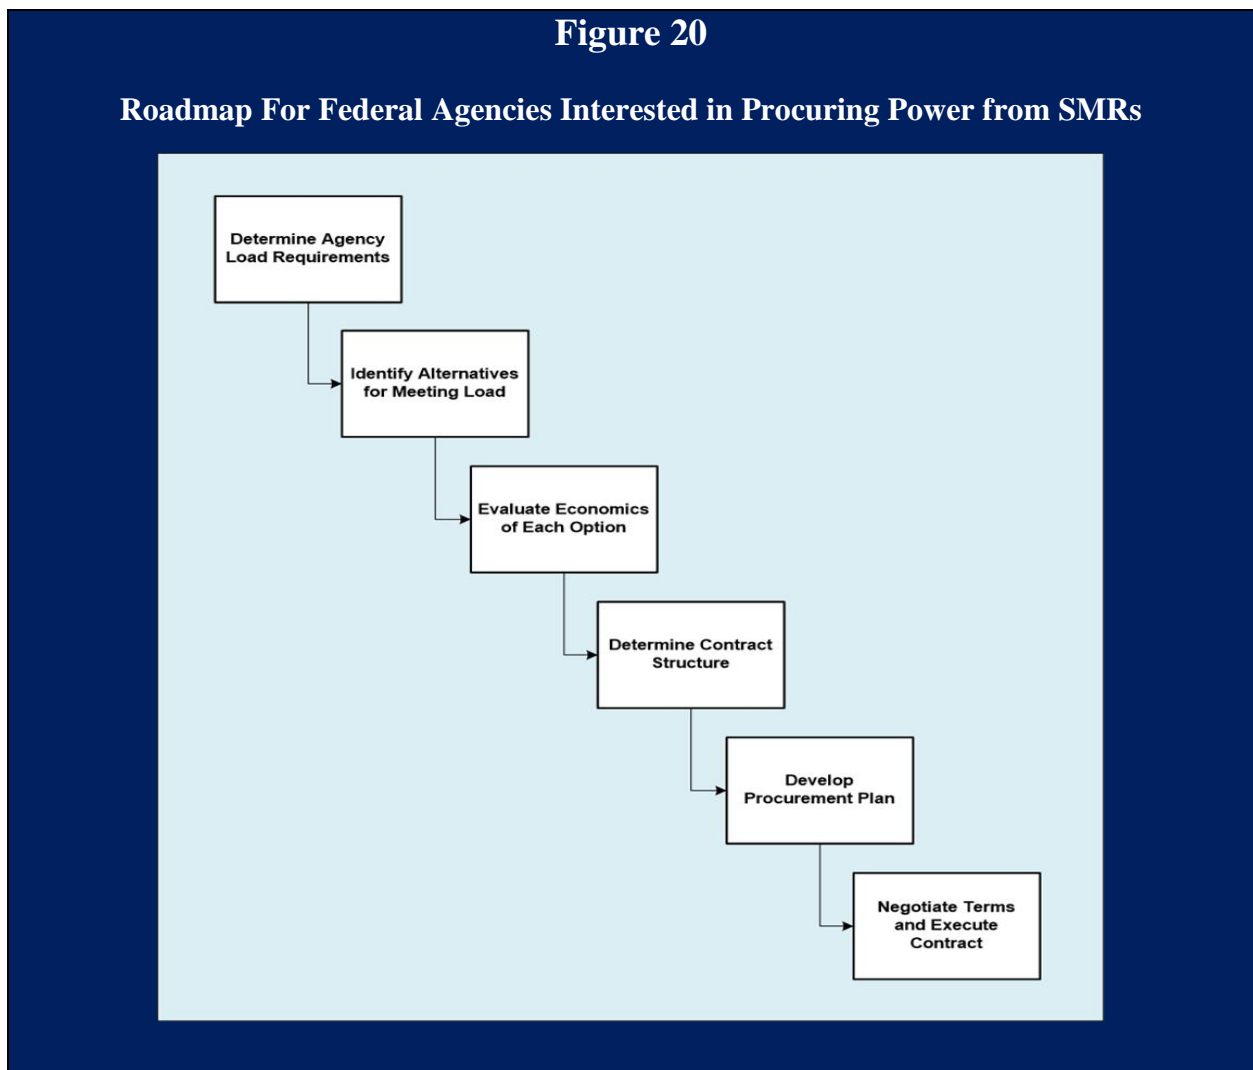 Figure 20
Roadmap For Federal Agencies Interested in Procuring Power from SMRs
Determine Agency
Load Requirements
Identify Alternatives
for Meeting Load
Evaluate Economics
of Each Option
Determine Contract
Structure
Develop
Procurement Plan
Negotiate Terms
and Execute
Contract